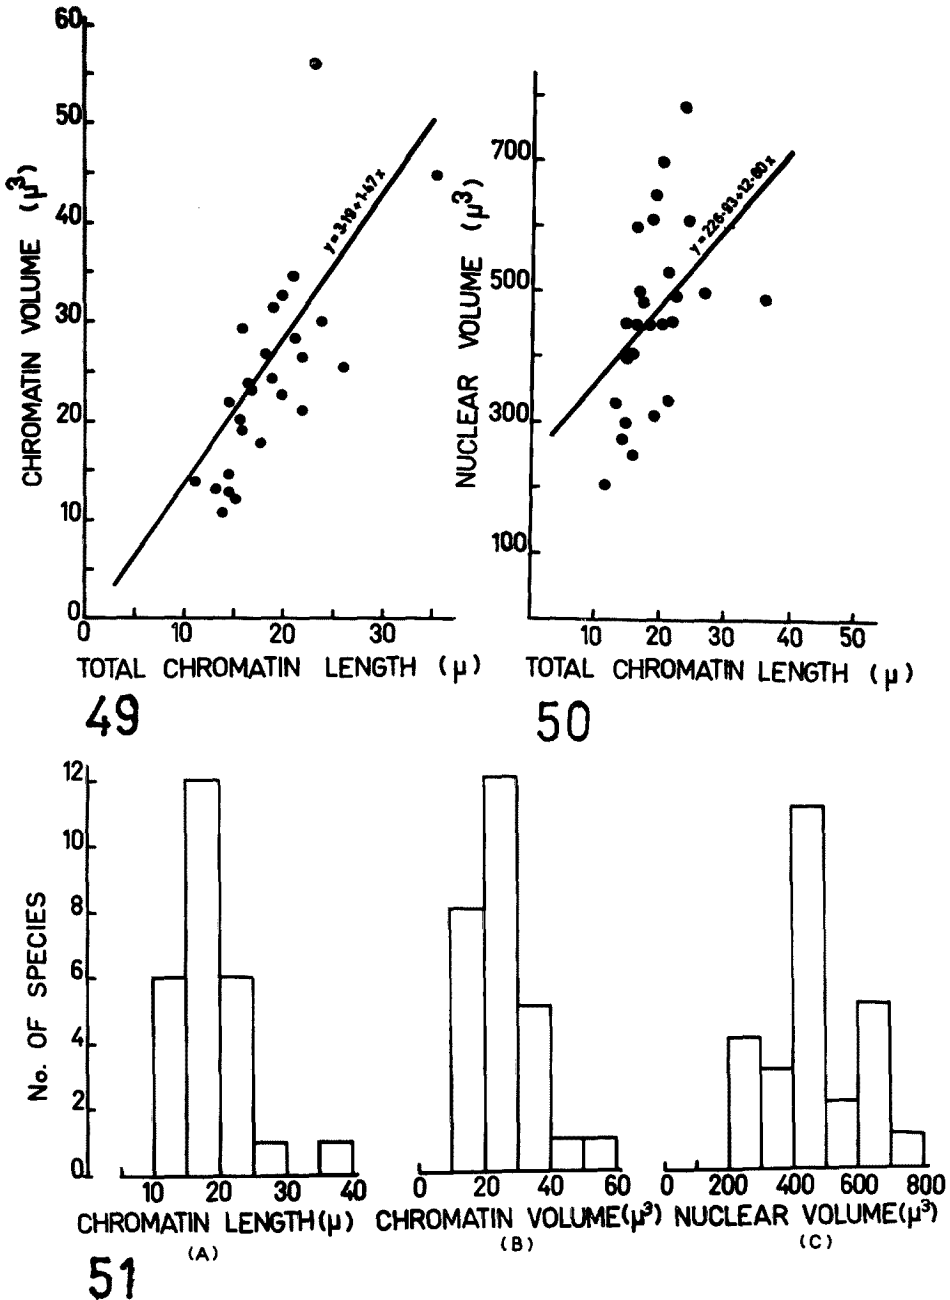 60
50
40
30
20
10
0
CHROMATIN VOLUME (μ³)
y = 3·19+1·47x
0 10 20 30
TOTAL CHROMATIN LENGTH (μ)
49
700
500
300
100
NUCLEAR VOLUME (μ³)
y = 226·93+12·60x
10 20 30 40 50
TOTAL CHROMATIN LENGTH (μ)
50
12
10
8
6
4
2
0
No. OF SPECIES
10 20 30 40
CHROMATIN LENGTH(μ)
(A)
0 20 40 60
CHROMATIN VOLUME(μ³)
(B)
0 200 400 600 800
NUCLEAR VOLUME(μ³)
(C)
51